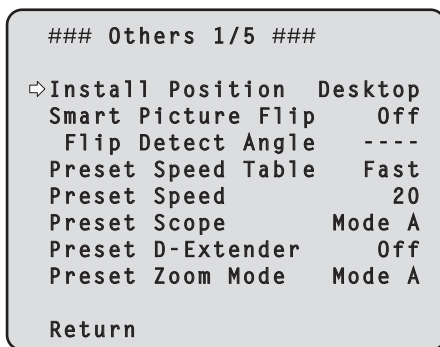 ### Others 1/5 ###
⇨Install Position Desktop
Smart Picture Flip Off
Flip Detect Angle ----
Preset Speed Table Fast
Preset Speed 20
Preset Scope Mode A
Preset D-Extender Off
Preset Zoom Mode Mode A
Return